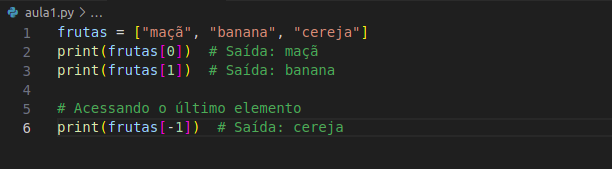 aula1.py > ...
1 frutas = ["maçã", "banana", "cereja"]
2 print(frutas[0])  # Saída: maçã
3 print(frutas[1])  # Saída: banana
4
5 # Acessando o último elemento
6 print(frutas[-1])  # Saída: cereja